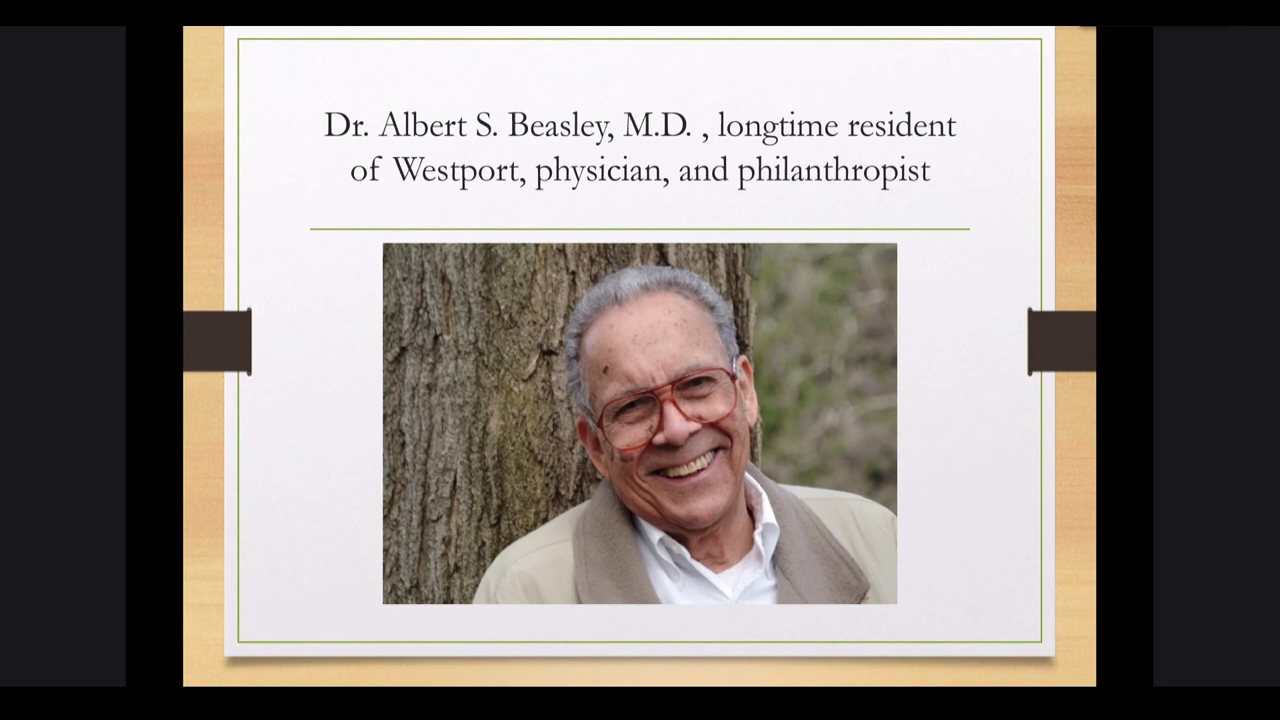 Dr. Albert S. Beasley, M.D. , longtime resident
of Westport, physician, and philanthropist